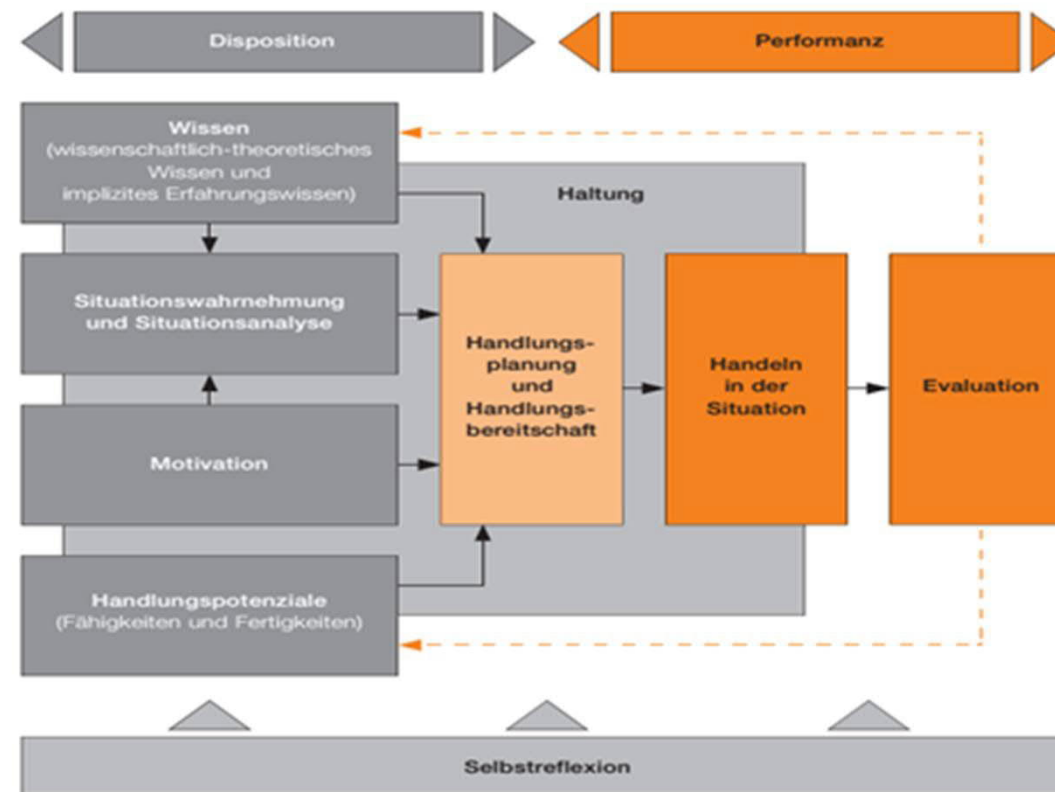 Disposition
Performanz
Wissen
(wissenschaftlich-theoretisches
Wissen und
implizites Erfahrungswissen)
Haltung
Situationswahrnehmung
und Situationsanalyse
Motivation
Handlungspotenziale
(Fähigkeiten und Fertigkeiten)
Handlungs-
planung
und
Handlungs-
bereitschaft
Handeln
in der
Situation
Evaluation
Selbstreflexion